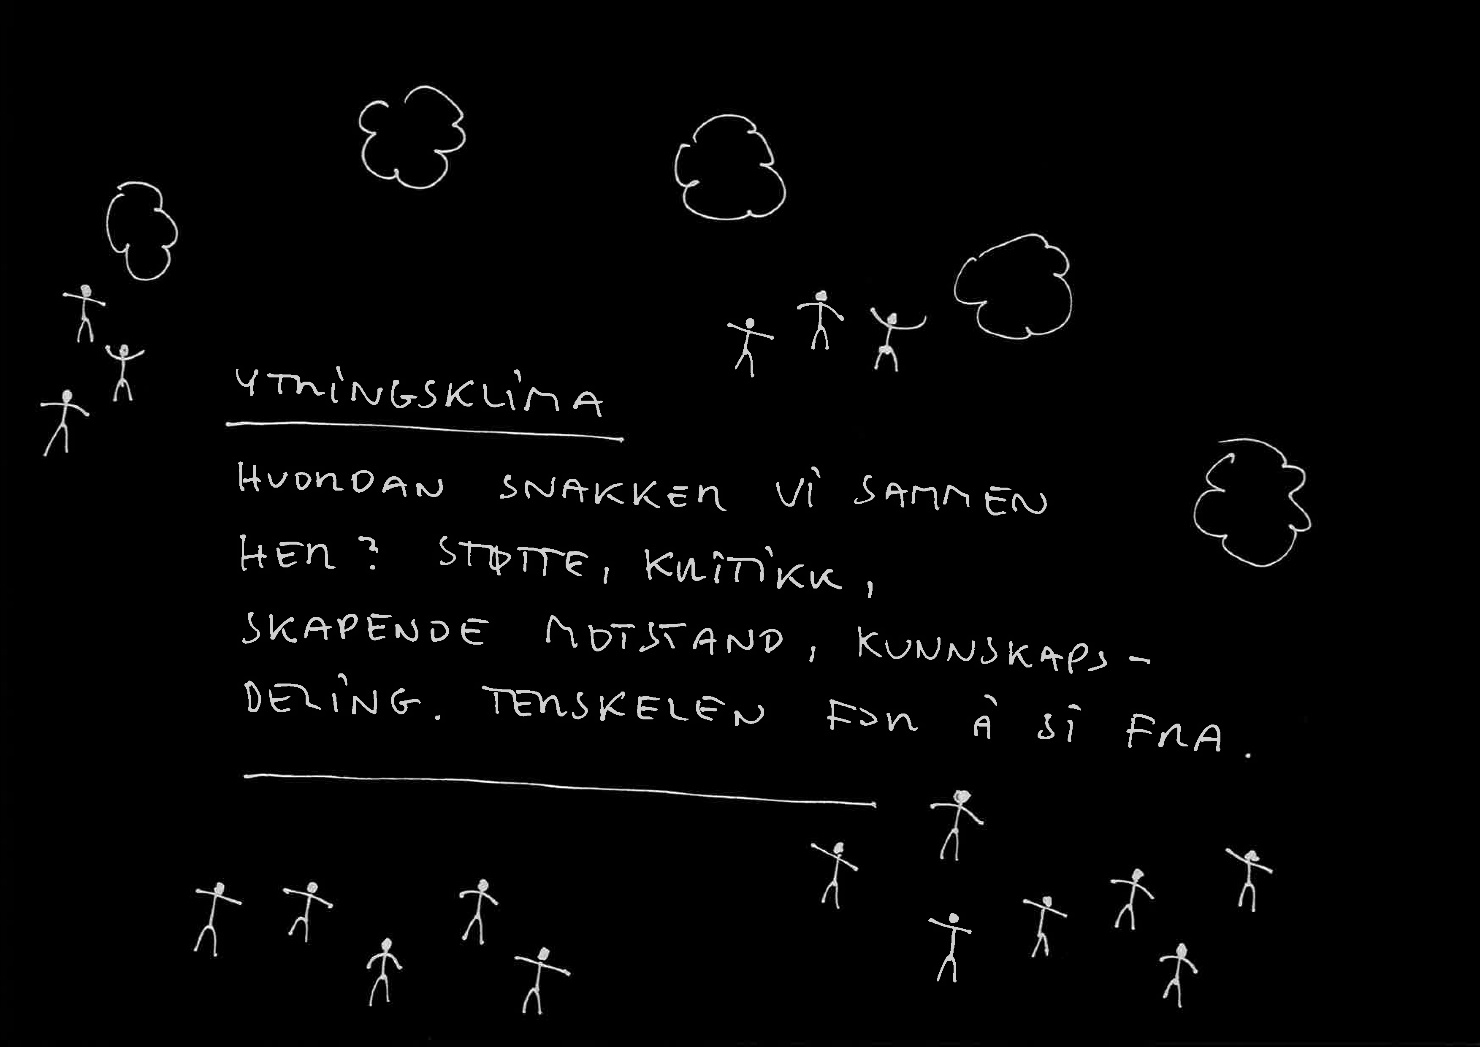 YTRINGSKLIMA
HVORDAN SNAKKER VI SAMMEN
HER? STØTTE, KRITIKK,
SKAPENDE MOTSTAND, KUNNSKAPS-
DELING. TERSKELEN FOR Å SI FRA.